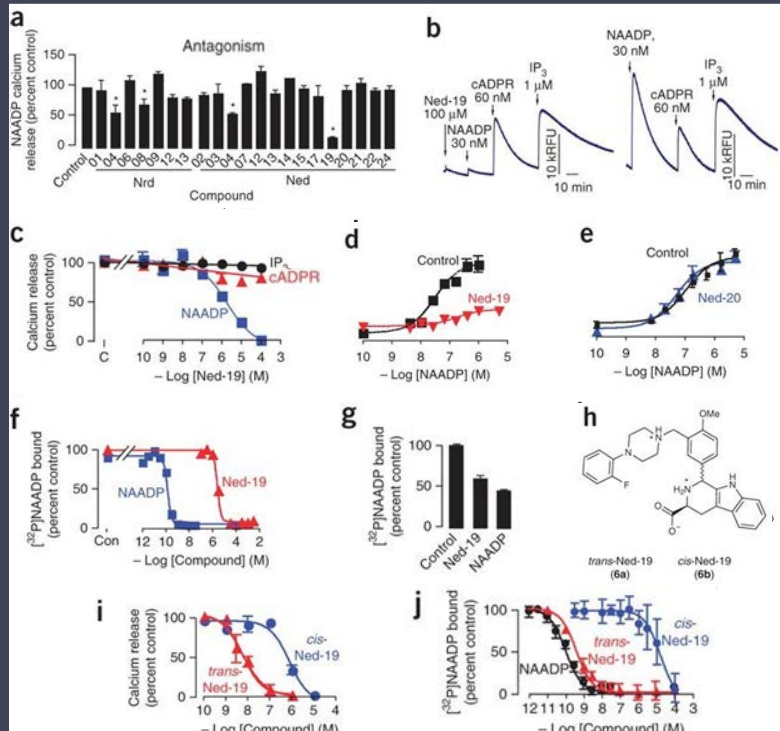 a
Antagonism
NAADP calcium
release (percent control)
150
100
50
0
*
*
*
*
Control
01
04
06
08
09
12
13
02
03
04
07
12
13
14
15
17
19
20
21
22
24
Nrd
Ned
Compound
b
Ned-19
100 µM
NAADP
30 nM
cADPR
60 nM
IP3
1 µM
10 kRFU
10 min
NAADP,
30 nM
cADPR
60 nM
IP3
1 µM
10 kRFU
10 min
c
Calcium release
(percent control)
100
50
0
IP3
cADPR
NAADP
C
10 9 8 7 6 5 4 3
– Log [Ned-19] (M)
d
100
50
0
Control
Ned-19
10 9 8 7 6 5
– Log [NAADP] (M)
e
100
50
0
Control
Ned-20
10 9 8 7 6 5
– Log [NAADP] (M)
f
[32P]NAADP bound
(percent control)
100
50
0
NAADP
Ned-19
Con
12 10 8 6 4 2
– Log [Compound] (M)
g
[32P]NAADP bound
(percent control)
100
50
0
Control
Ned-19
NAADP
h
OMe
NH+
N
F
H
N
+
H2N
O
O−
trans-Ned-19
(6a)
cis-Ned-19
(6b)
i
Calcium release
(percent control)
100
50
0
cis-
Ned-19
trans-
Ned-19
10 9 8 7 6 5 4
– Log [Compound] (M)
j
[32P]NAADP bound
(percent control)
100
50
0
cis-
Ned-19
trans-
Ned-19
NAADP
12 11 10 9 8 7 6 5 4 3
– Log [Compound] (M)